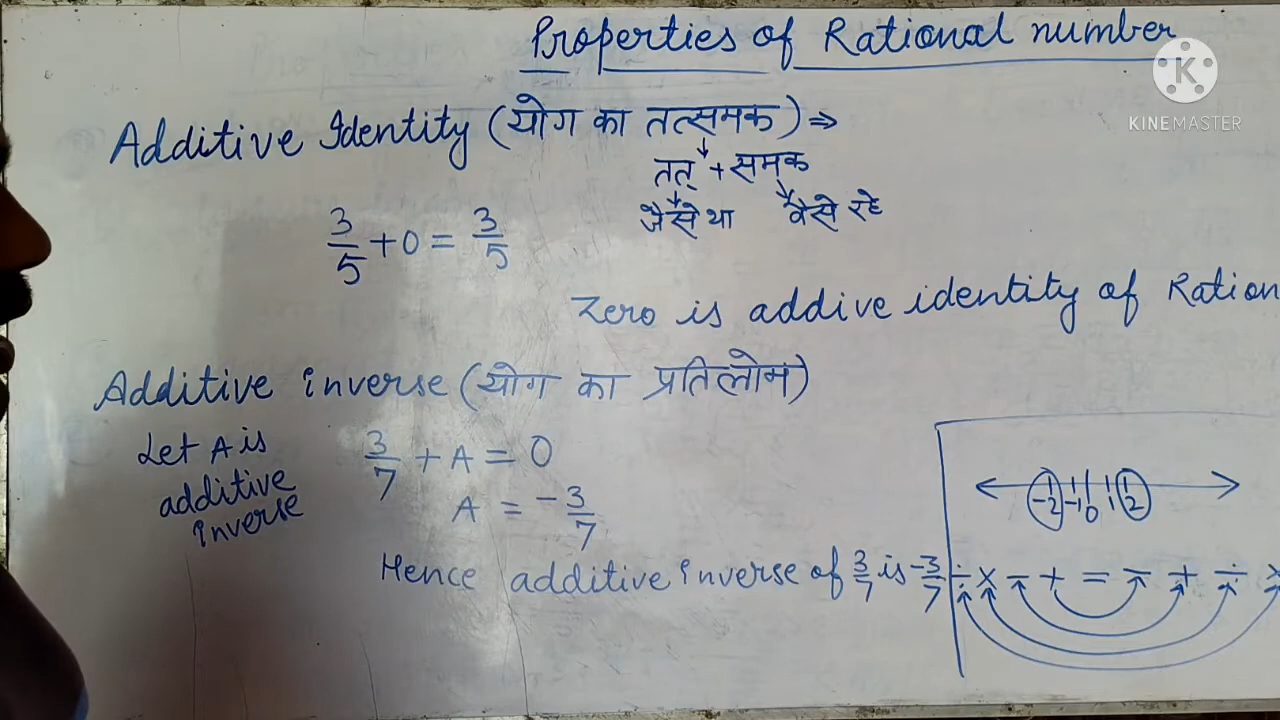 Properties of Rational number
K
KINEMASTER
Additive Identity (योग का तत्समक) ⇒
तत् + समक
जैसे था वैसे रहे
3/5 + 0 = 3/5
Zero is addive identity of Ration
Additive inverse (योग का प्रतिलोम)
Let A is additive inverse
3/7 + A = 0
A = -3/7
Hence additive inverse of 3/7 is -3/7
-2 -1 0 1 2
÷ × − + = − + ÷ ×